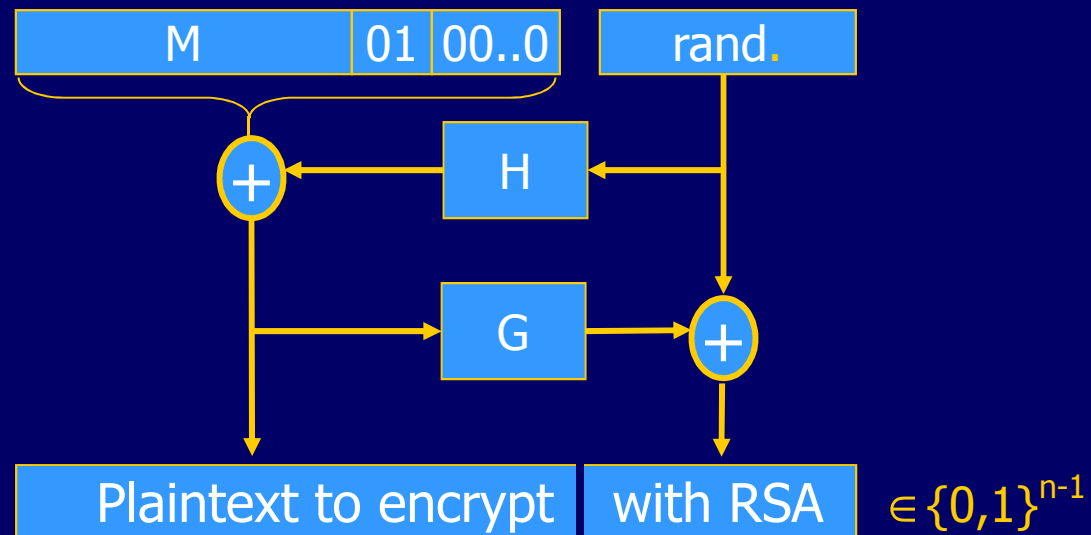 M 01 00..0 rand.
+ H
G +
Plaintext to encrypt with RSA ∈{0,1}ⁿ⁻¹